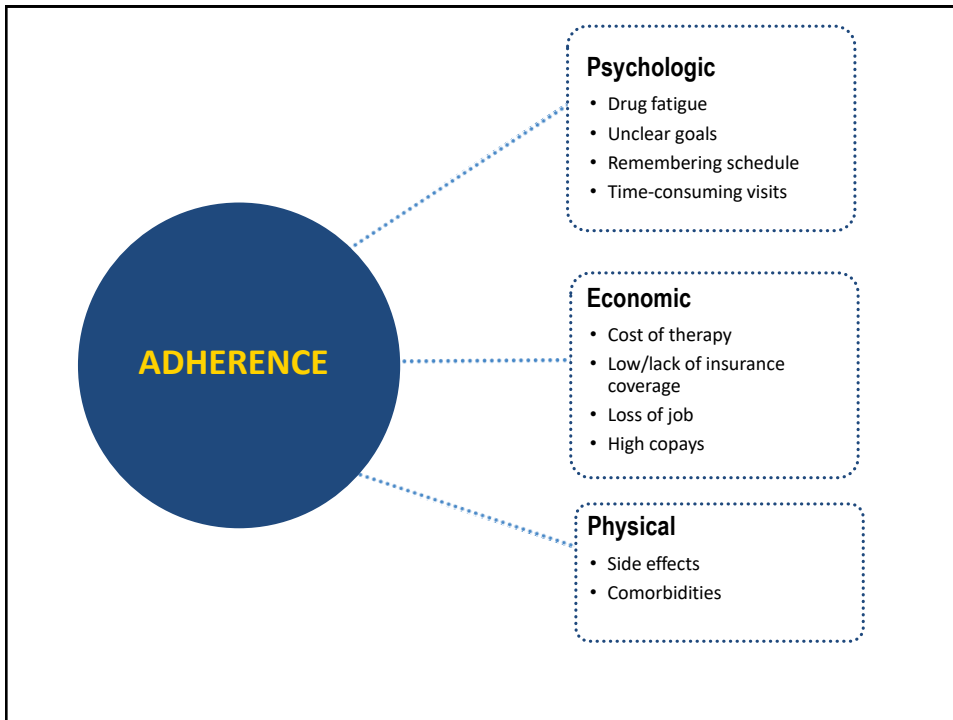 Psychologic
• Drug fatigue
• Unclear goals
• Remembering schedule
• Time-consuming visits
ADHERENCE
Economic
• Cost of therapy
• Low/lack of insurance
coverage
• Loss of job
• High copays
Physical
• Side effects
• Comorbidities